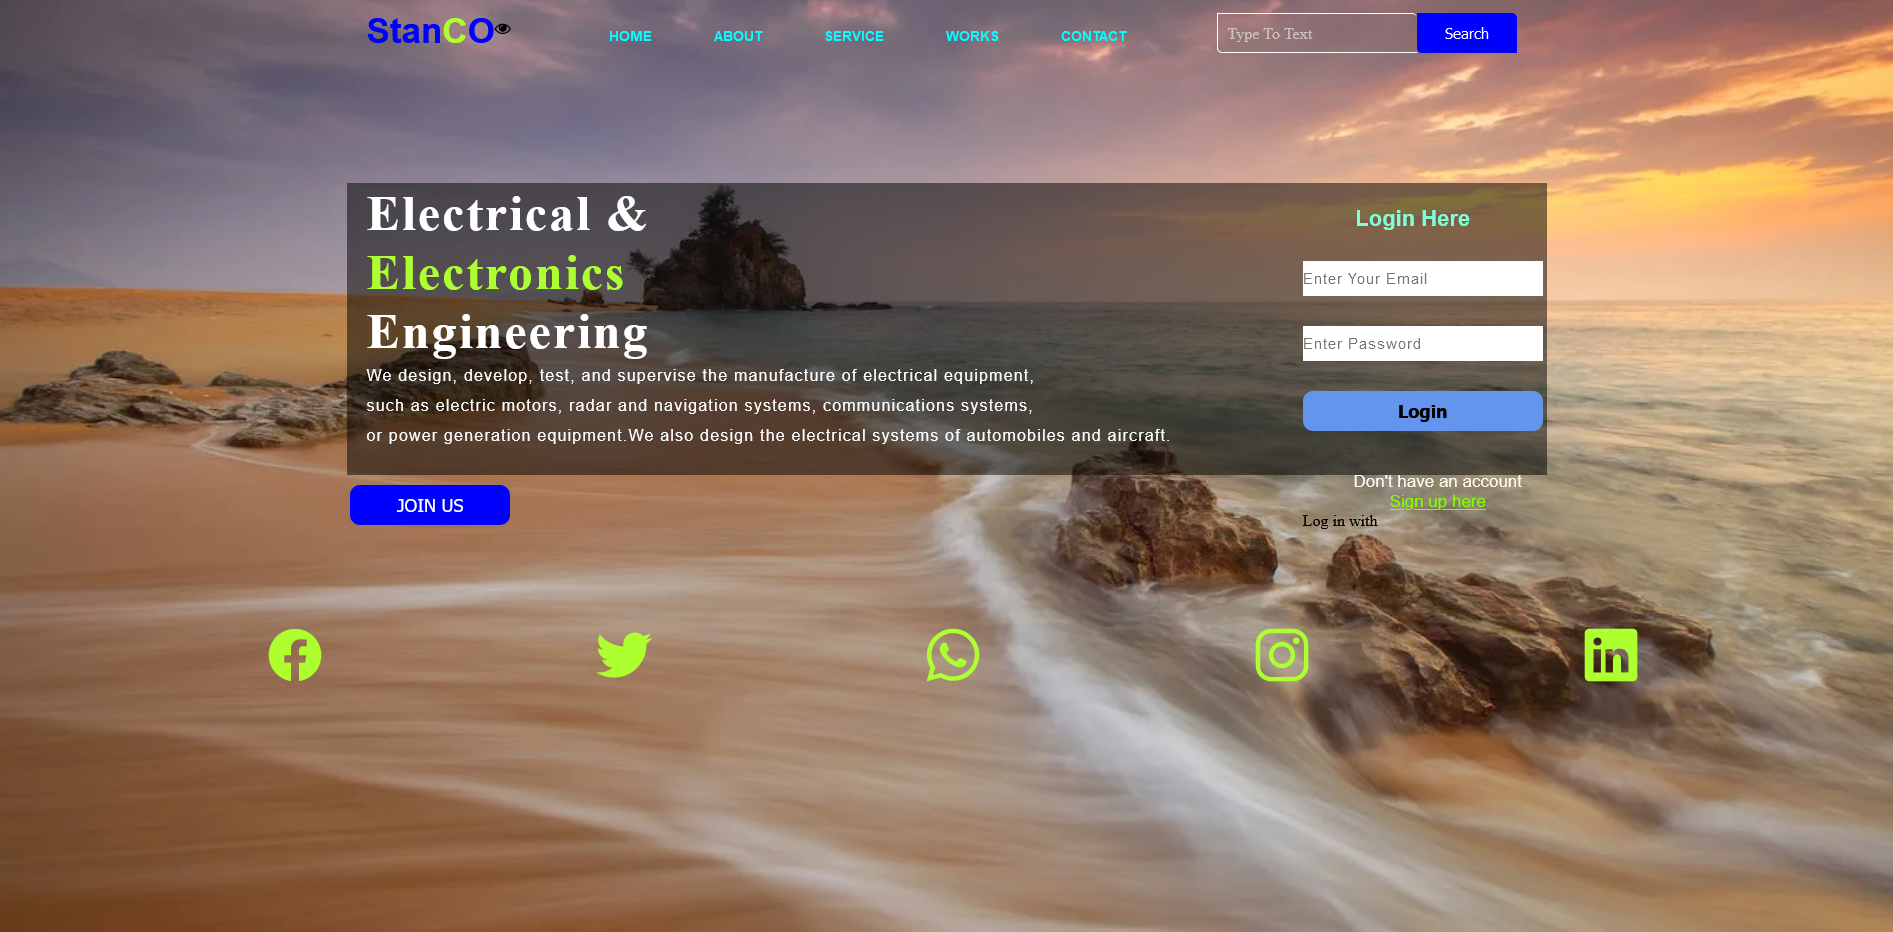 StanCO
HOME
ABOUT
SERVICE
WORKS
CONTACT
Type To Text
Search
Electrical &
Electronics
Engineering
We design, develop, test, and supervise the manufacture of electrical equipment,
such as electric motors, radar and navigation systems, communications systems,
or power generation equipment.We also design the electrical systems of automobiles and aircraft.
JOIN US
Login Here
Enter Your Email
Enter Password
Login
Don't have an account
Sign up here
Log in with
in